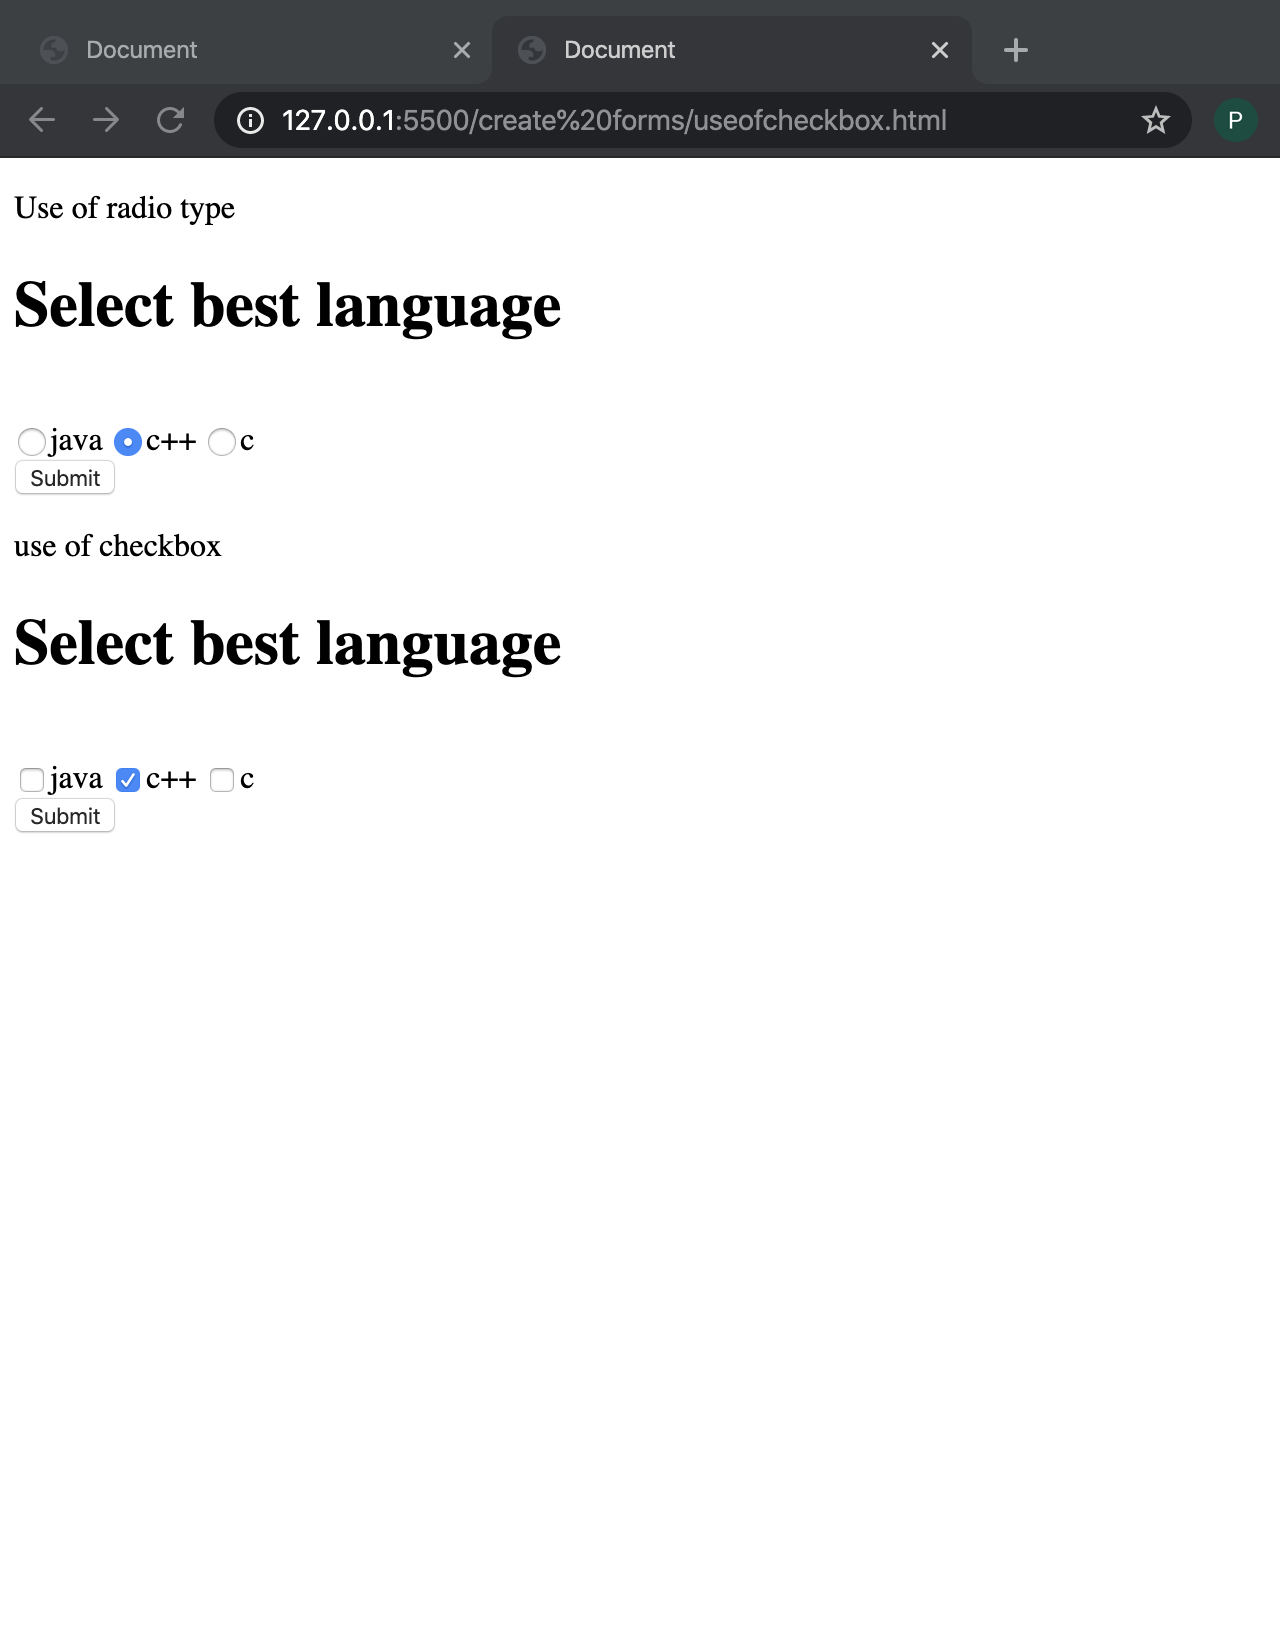 Document Document
127.0.0.1:5500/create%20forms/useofcheckbox.html P
Use of radio type
Select best language
java c++ c
Submit
use of checkbox
Select best language
java c++ c
Submit